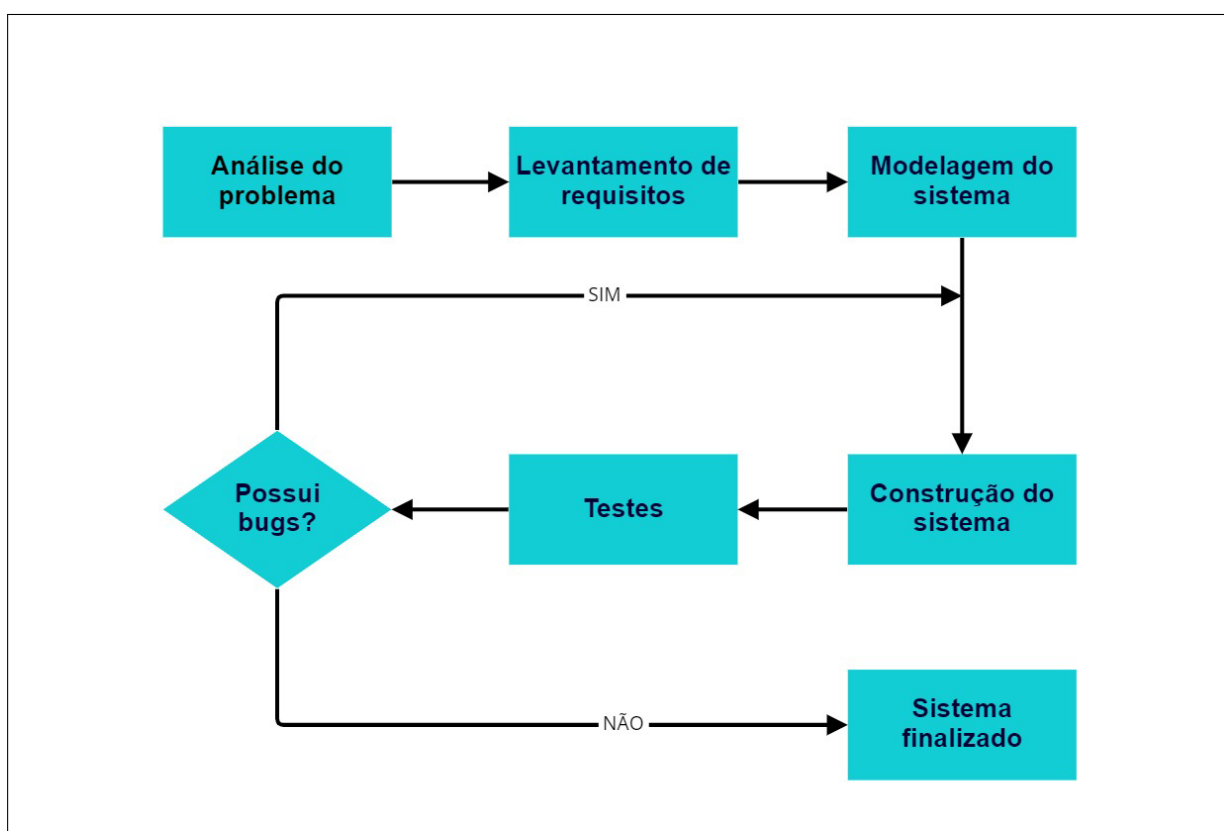 Análise do
problema
Levantamento de
requisitos
Modelagem do
sistema
SIM
Possui
bugs?
Testes
Construção do
sistema
NÃO
Sistema
finalizado